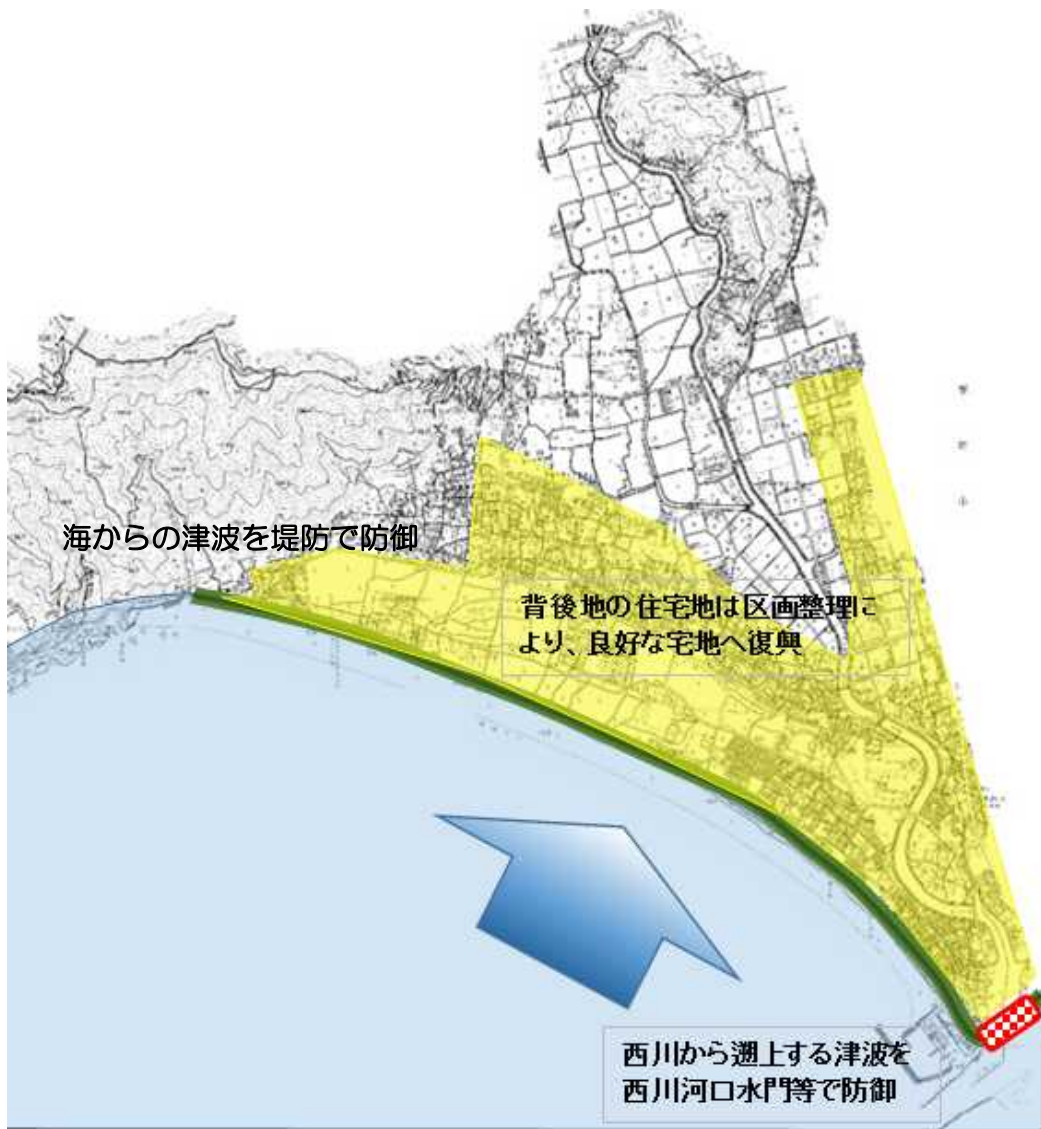 海からの津波を堤防で防御
背後地の住宅地は区画整理に
より、良好な宅地へ復興
西川から遡上する津波を
西川河口水門等で防御